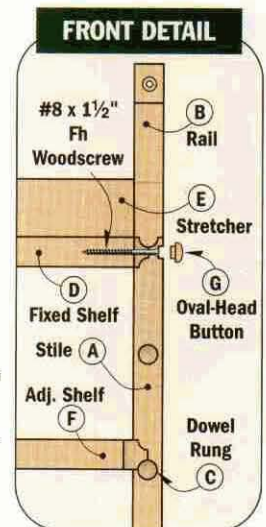 FRONT DETAIL
#8 x 1½"
Fh
Woodscrew
B
Rail
E
Stretcher
D
Fixed Shelf
G
Oval-Head
Button
Stile A
Adj. Shelf
F
Dowel
Rung
C